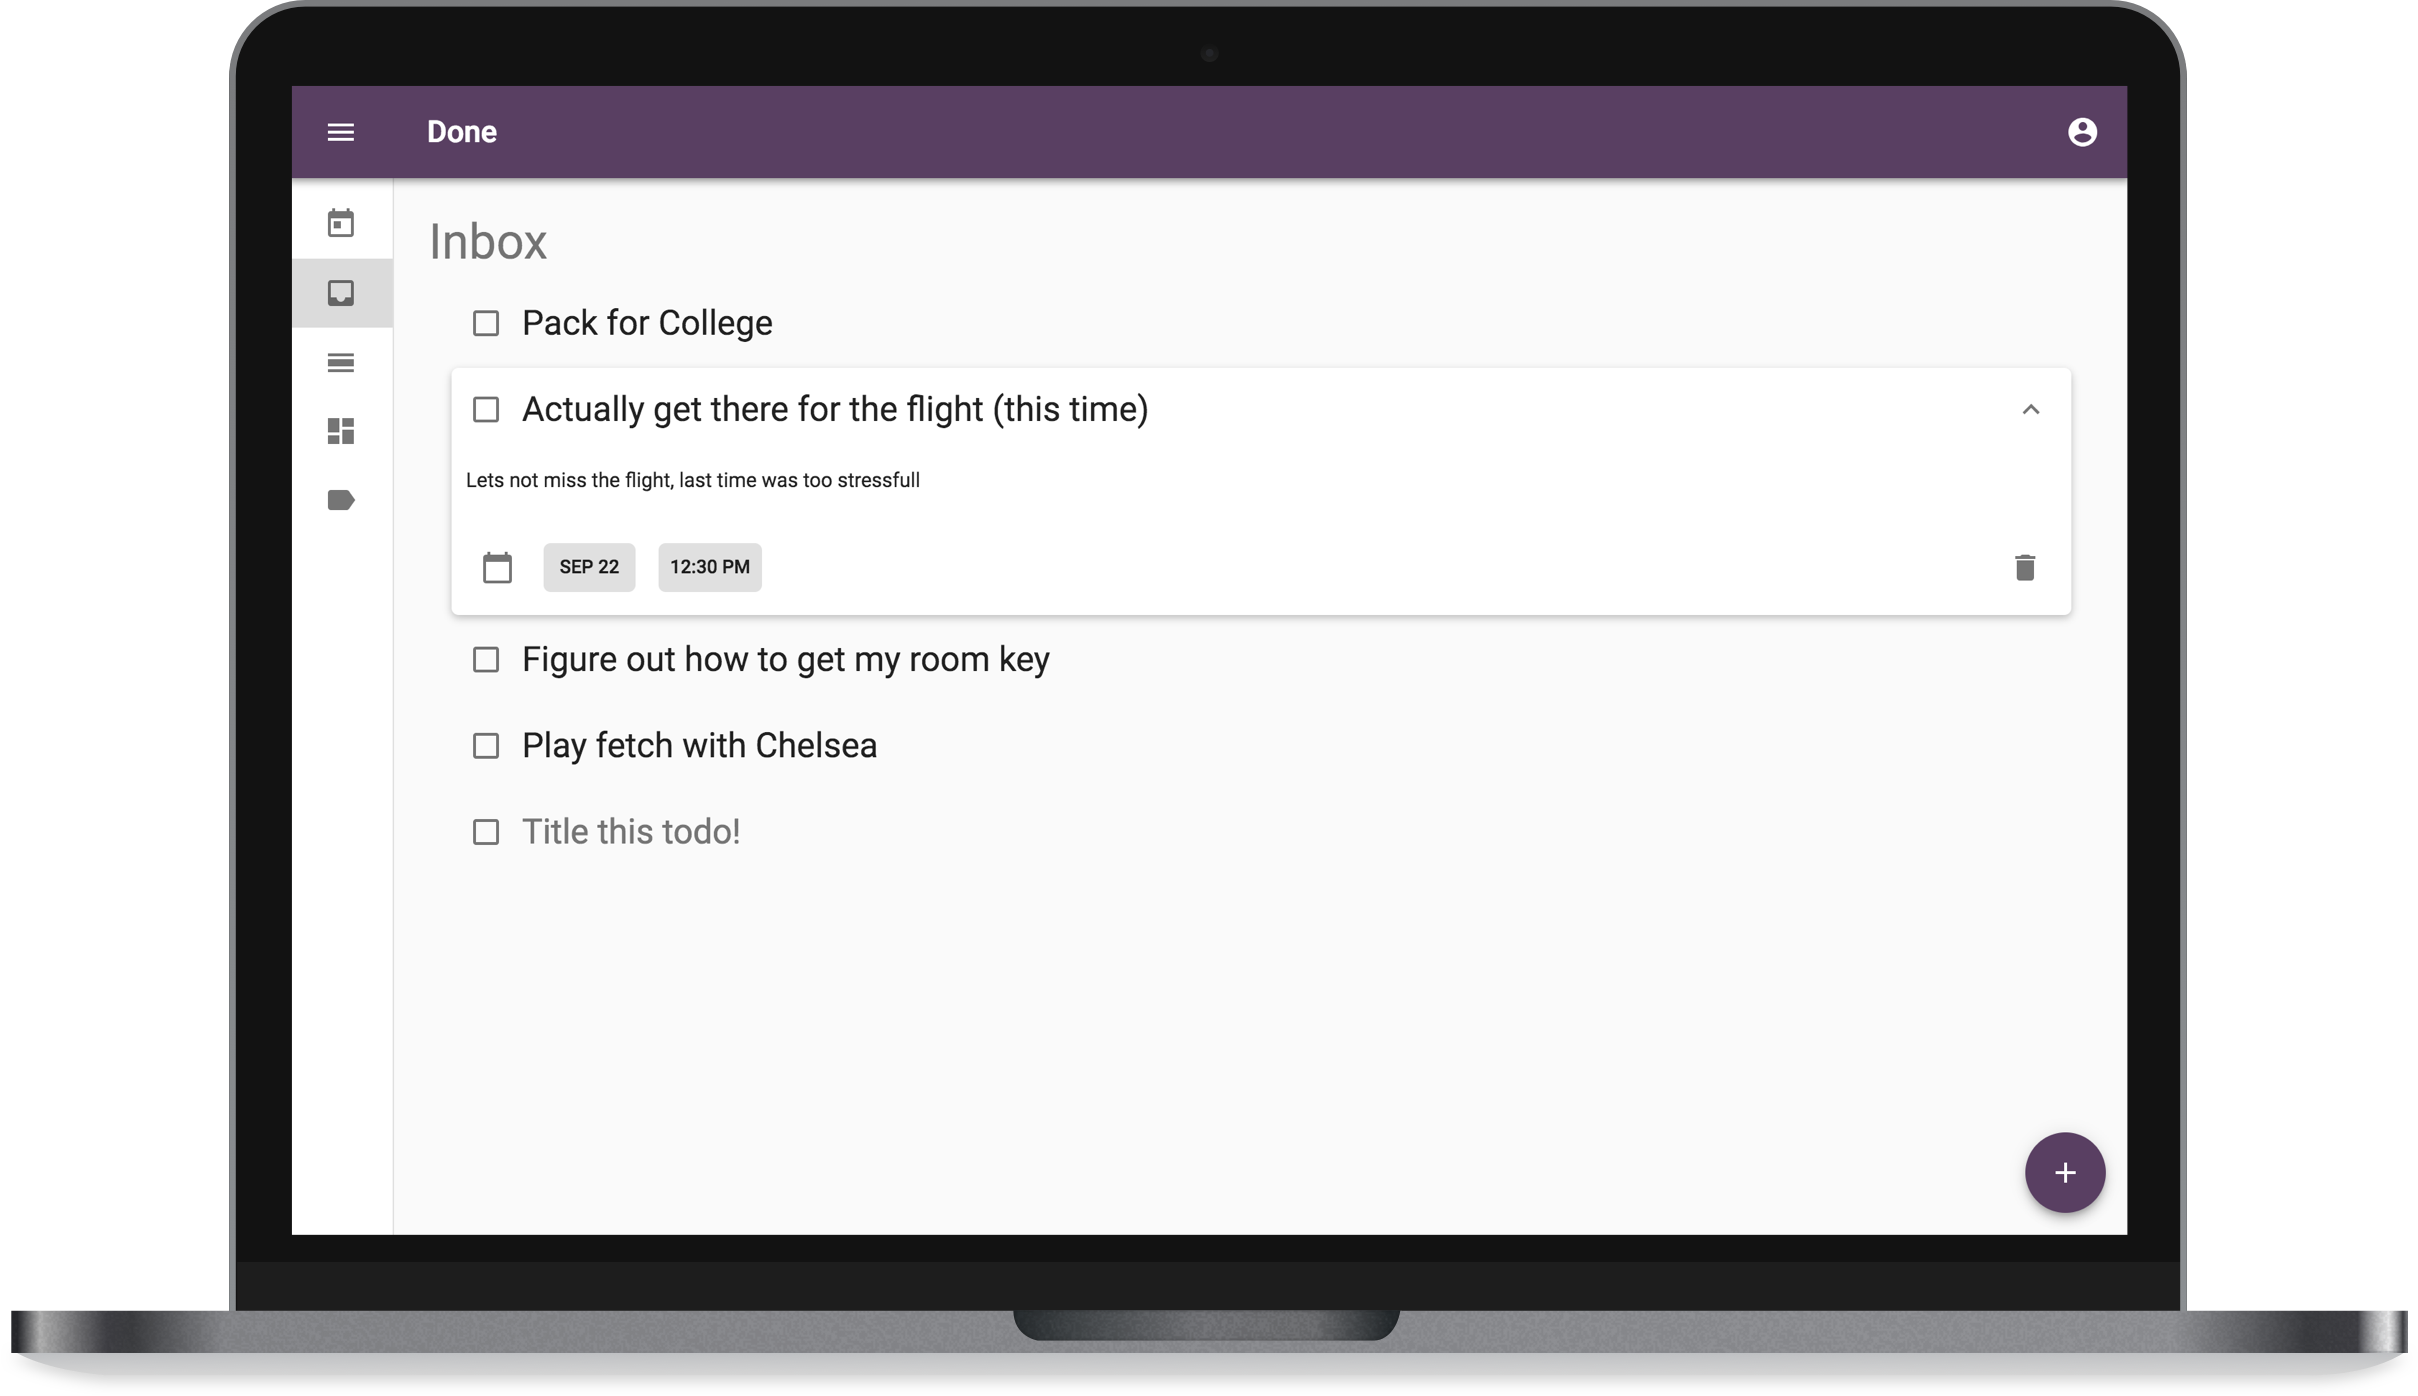 Done
Inbox
Pack for College
Actually get there for the flight (this time)
Lets not miss the flight, last time was too stressfull
SEP 22 12:30 PM
Figure out how to get my room key
Play fetch with Chelsea
Title this todo!